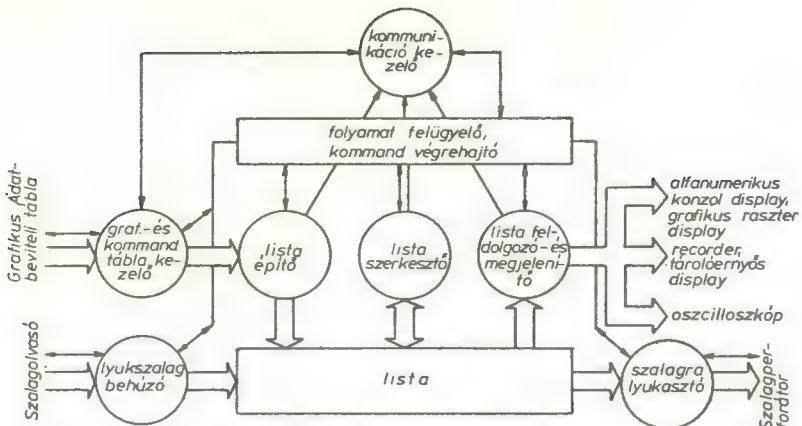 kommuni-
káció ke-
zelő
folyamat felügyelő,
kommand végrehajtó
Grafikus Adat-
beviteli tábla
graf.- és
kommand
tábla ke-
zelő
lista
építő
lista
szerkesztő
lista fel-
dolgozó- és
megjelení-
tő
alfanumerikus
konzol display,
grafikus raszter
display
recorder,
tárolóernyős
display
oszcilloszkóp
Szalagolvasó
lyukszalag
behúzó
lista
szalagra
lyukasztó
Szalagper-
forátor